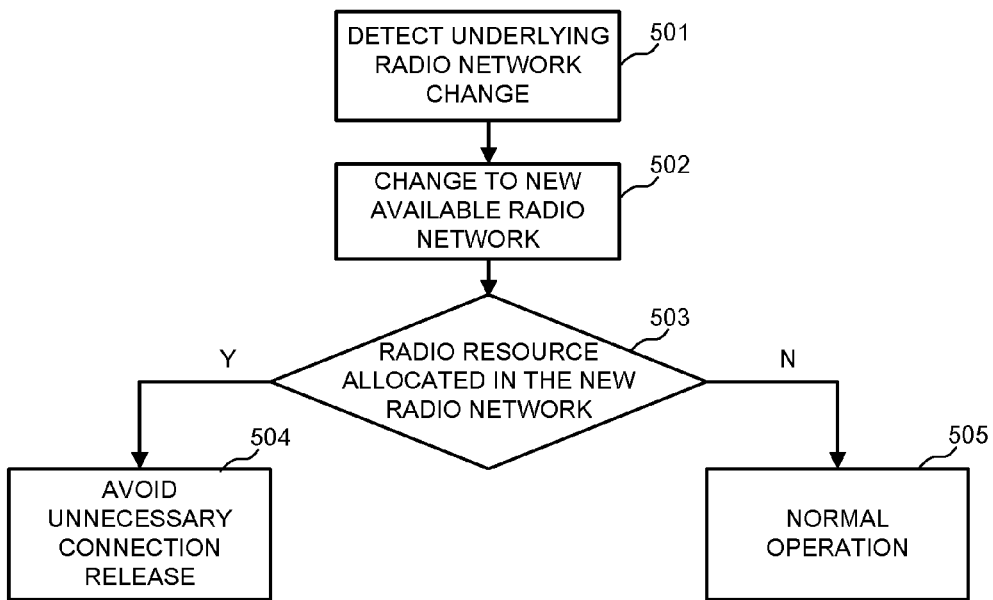 DETECT UNDERLYING
RADIO NETWORK
CHANGE
501
CHANGE TO NEW
AVAILABLE RADIO
NETWORK
502
RADIO RESOURCE
ALLOCATED IN THE NEW
RADIO NETWORK
503
Y
N
AVOID
UNNECESSARY
CONNECTION
RELEASE
504
NORMAL
OPERATION
505